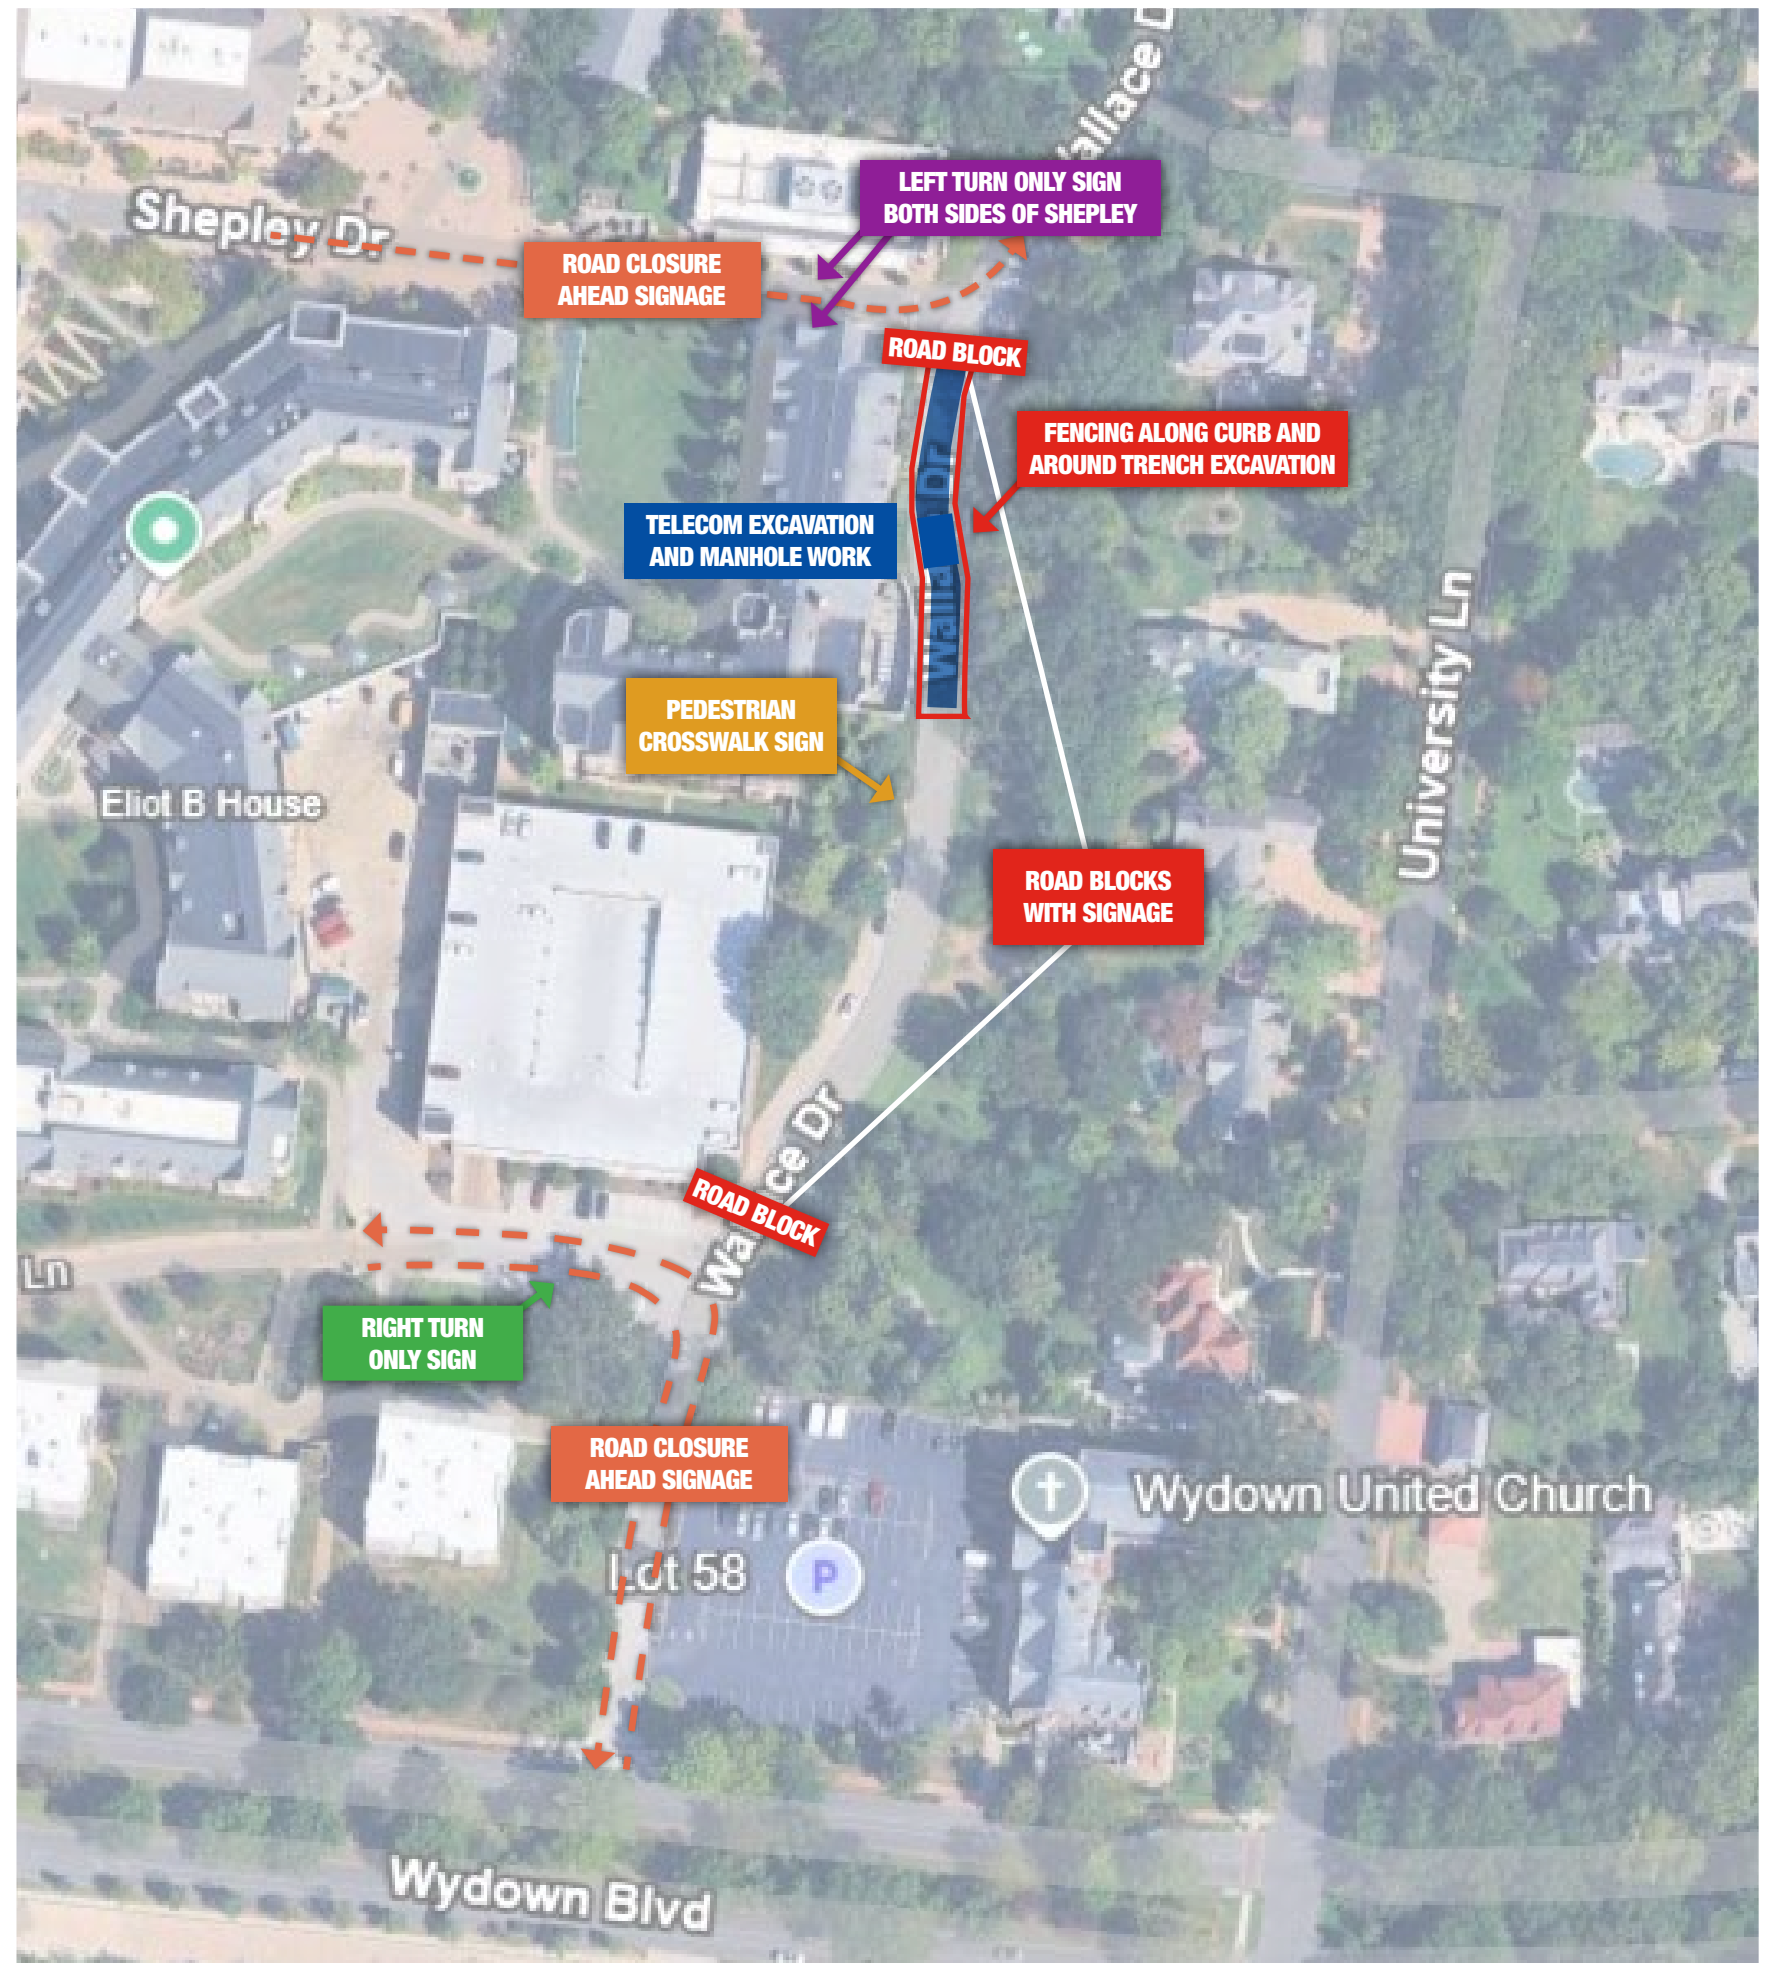 Wallace D
LEFT TURN ONLY SIGN
BOTH SIDES OF SHEPLEY
Shepley Dr
ROAD CLOSURE
AHEAD SIGNAGE
ROAD BLOCK
FENCING ALONG CURB AND
AROUND TRENCH EXCAVATION
TELECOM EXCAVATION
AND MANHOLE WORK
Walla Dr
University Ln
PEDESTRIAN
CROSSWALK SIGN
Eliot B House
ROAD BLOCKS
WITH SIGNAGE
ROAD BLOCK
Wa ce Dr
Ln
RIGHT TURN
ONLY SIGN
ROAD CLOSURE
AHEAD SIGNAGE
Wydown United Church
Lot 58
P
Wydown Blvd